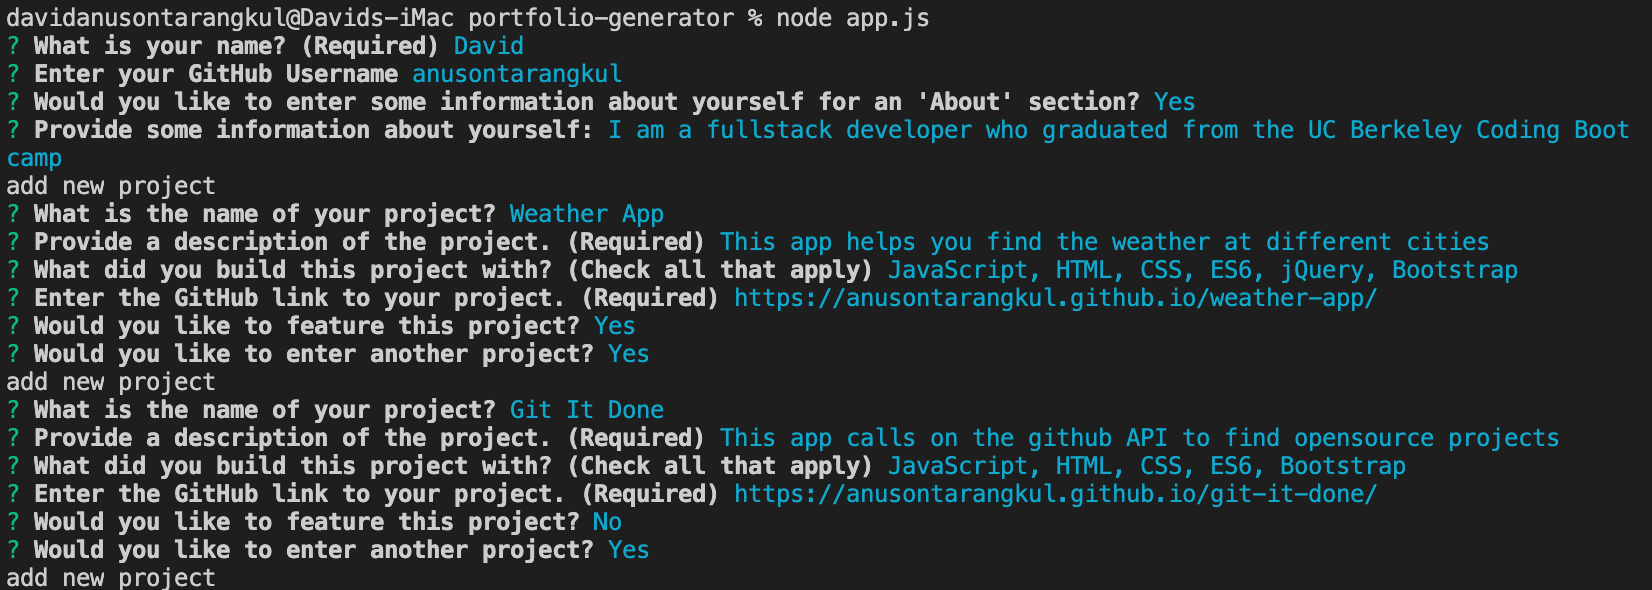 davidanusontarangkul@Davids-iMac portfolio-generator % node app.js
? What is your name? (Required) David
? Enter your GitHub Username anusontarangkul
? Would you like to enter some information about yourself for an 'About' section? Yes
? Provide some information about yourself: I am a fullstack developer who graduated from the UC Berkeley Coding Boot
camp
add new project
? What is the name of your project? Weather App
? Provide a description of the project. (Required) This app helps you find the weather at different cities
? What did you build this project with? (Check all that apply) JavaScript, HTML, CSS, ES6, jQuery, Bootstrap
? Enter the GitHub link to your project. (Required) https://anusontarangkul.github.io/weather-app/
? Would you like to feature this project? Yes
? Would you like to enter another project? Yes
add new project
? What is the name of your project? Git It Done
? Provide a description of the project. (Required) This app calls on the github API to find opensource projects
? What did you build this project with? (Check all that apply) JavaScript, HTML, CSS, ES6, Bootstrap
? Enter the GitHub link to your project. (Required) https://anusontarangkul.github.io/git-it-done/
? Would you like to feature this project? No
? Would you like to enter another project? Yes
add new project